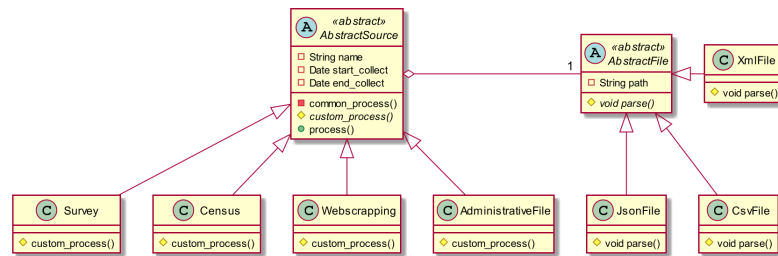 A «abstract»
AbstractSource
String name
Date start_collect
Date end_collect
common_process()
custom_process()
process()
1
A «abstract»
AbstractFile
String path
void parse()
C XmlFile
void parse()
C Survey
custom_process()
C Census
custom_process()
C Webscrapping
custom_process()
C AdministrativeFile
custom_process()
C JsonFile
void parse()
C CsvFile
void parse()